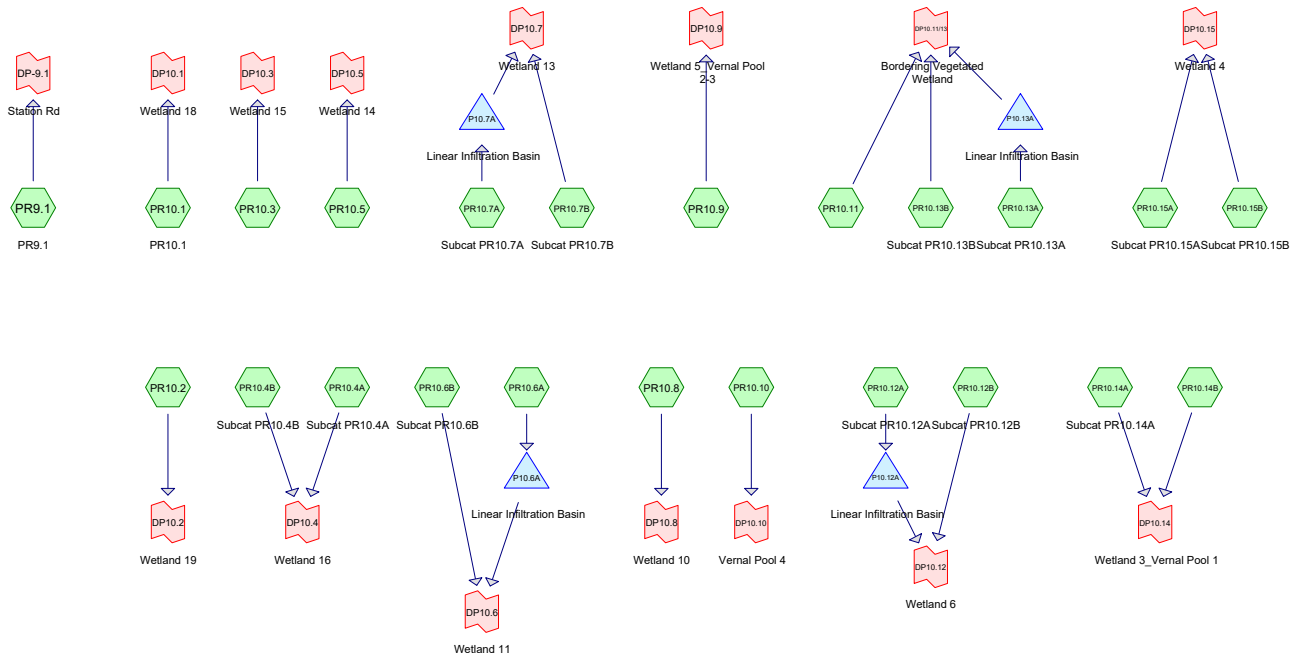 DP10.7
DP10.9
DP10.11/13
DP10.15
Wetland 13
Wetland 5_Vernal Pool
2-3
Bordering Vegetated
Wetland
Wetland 4
DP-9.1
DP10.1
DP10.3
DP10.5
Station Rd
Wetland 18
Wetland 15
Wetland 14
P10.7A
P10.13A
Linear Infiltration Basin
Linear Infiltration Basin
PR9.1
PR10.1
PR10.3
PR10.5
PR10.7A
PR10.7B
PR10.9
PR10.11
PR10.13B
PR10.13A
PR10.15A
PR10.15B
PR9.1
PR10.1
Subcat PR10.7A
Subcat PR10.7B
Subcat PR10.13B
Subcat PR10.13A
Subcat PR10.15A
Subcat PR10.15B
PR10.2
PR10.4B
PR10.4A
PR10.6B
PR10.6A
PR10.8
PR10.10
PR10.12A
PR10.12B
PR10.14A
PR10.14B
Subcat PR10.4B
Subcat PR10.4A
Subcat PR10.6B
Subcat PR10.12A
Subcat PR10.12B
Subcat PR10.14A
P10.6A
P10.12A
Linear Infiltration Basin
Linear Infiltration Basin
DP10.2
DP10.4
DP10.8
DP10.10
DP10.14
Wetland 19
Wetland 16
Wetland 10
Vernal Pool 4
Wetland 3_Vernal Pool 1
DP10.12
Wetland 6
DP10.6
Wetland 11